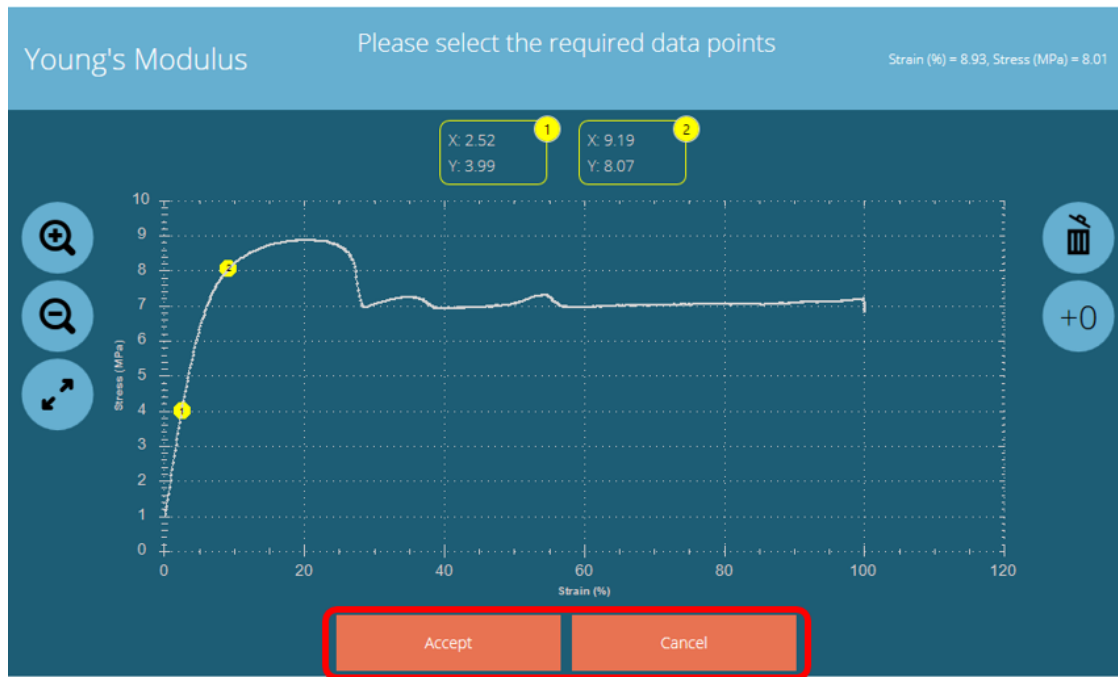 Young's Modulus
Please select the required data points
Strain (%) = 8.93, Stress (MPa) = 8.01
X: 2.52
Y: 3.99
1
X: 9.19
Y: 8.07
2
10
9
8
7
6
5
4
3
2
1
0
Stress (MPa)
2
1
0
20
40
60
80
100
120
Strain (%)
+0
Accept
Cancel